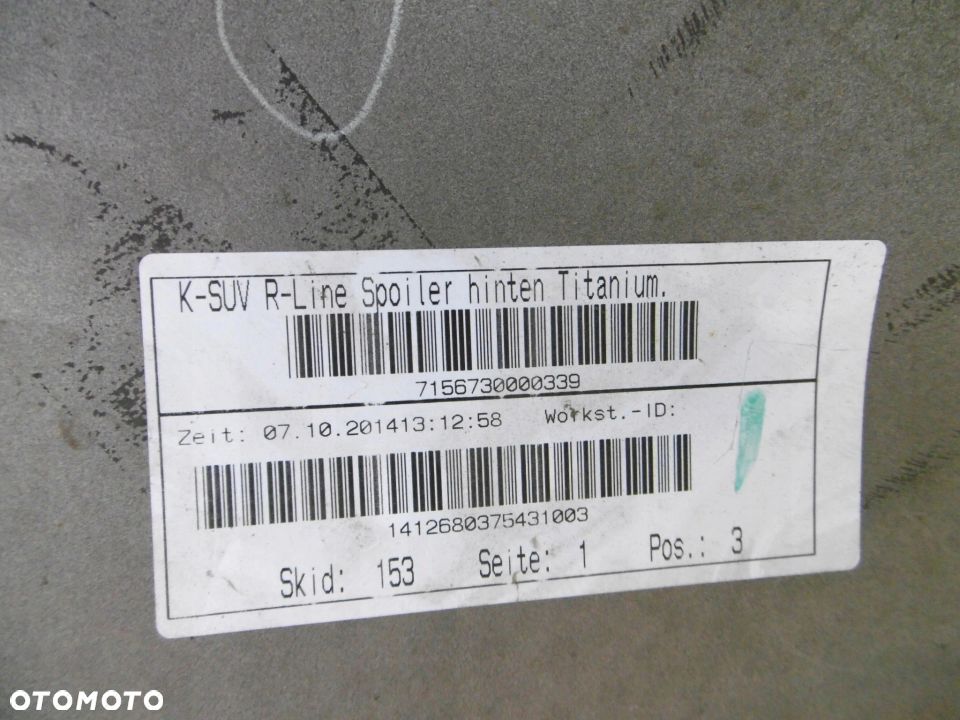 K-SUV R-Line Spoiler hinten Titanium.
7156730000339
Zeit: 07.10.201413:12:58 Workst.-ID:
1412680375431003
Skid: 153 Seite: 1 Pos.: 3
OTOMOTO